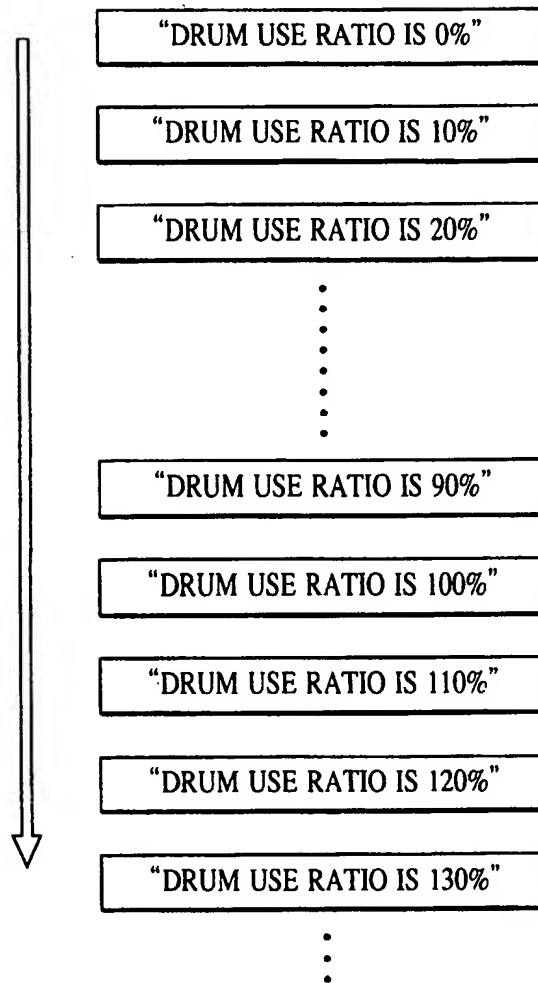 “DRUM USE RATIO IS 0%”
“DRUM USE RATIO IS 10%”
“DRUM USE RATIO IS 20%”
“DRUM USE RATIO IS 90%”
“DRUM USE RATIO IS 100%”
“DRUM USE RATIO IS 110%”
“DRUM USE RATIO IS 120%”
“DRUM USE RATIO IS 130%”